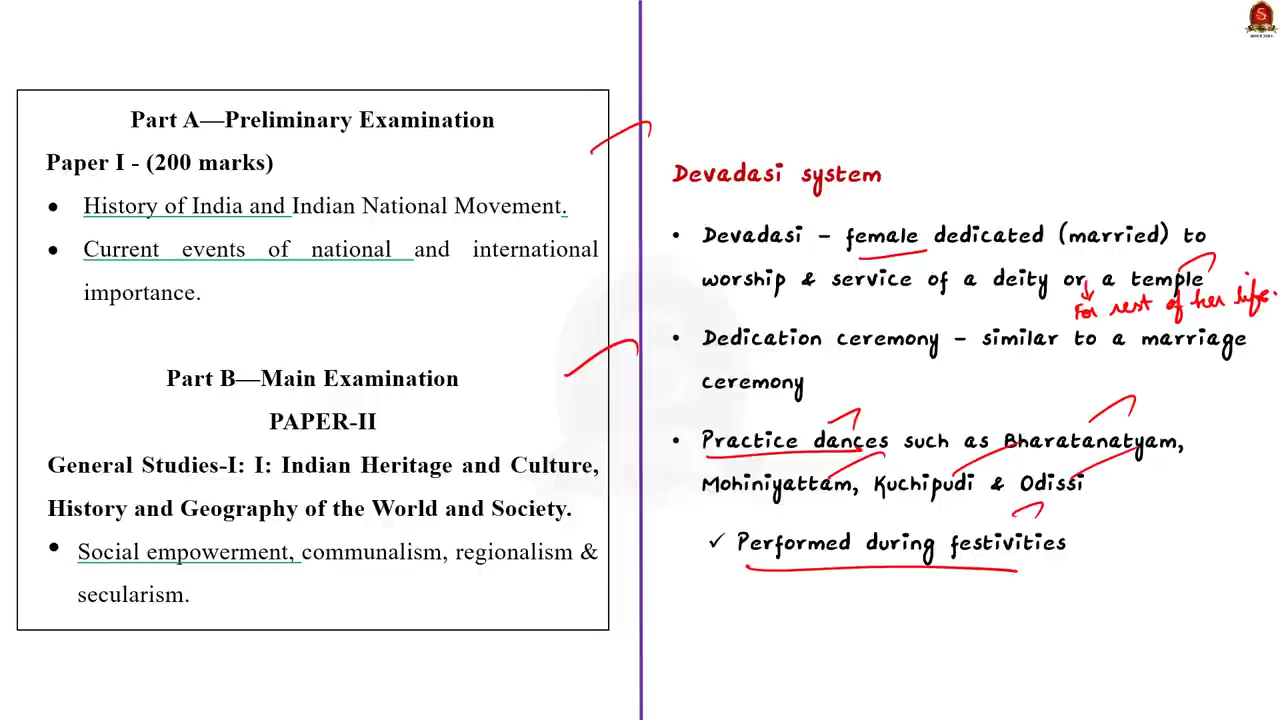 Part A—Preliminary Examination
Paper I - (200 marks)
• History of India and Indian National Movement.
• Current events of national and international
importance.
Part B—Main Examination
PAPER-II
General Studies-I: I: Indian Heritage and Culture,
History and Geography of the World and Society.
• Social empowerment, communalism, regionalism &
secularism.
Devadasi system
• Devadasi – female dedicated (married) to
worship & service of a deity or a temple
For rest of her life.
• Dedication ceremony – similar to a marriage
ceremony
• Practice dances such as Bharatanatyam,
Mohiniyattam, Kuchipudi & Odissi
✓ Performed during festivities